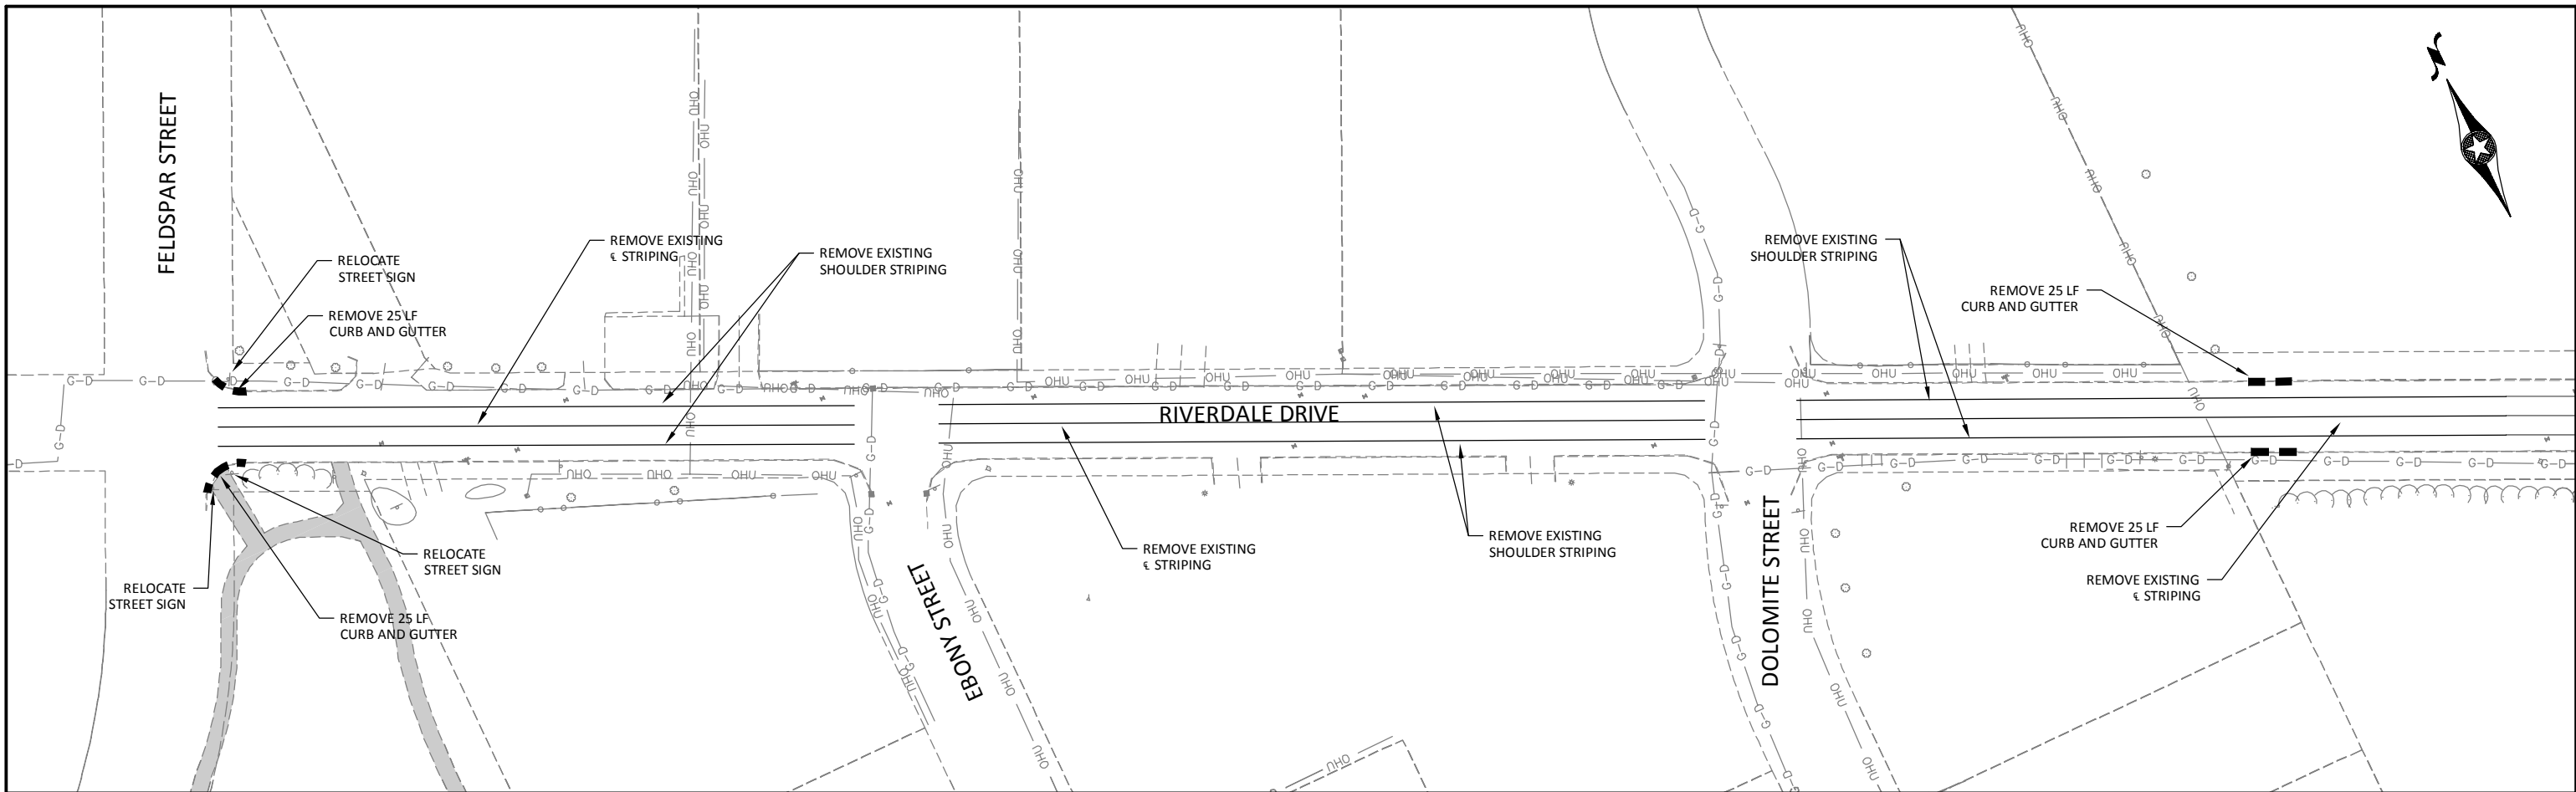 FELDSPAR STREET
RELOCATE
STREET SIGN
REMOVE 25 LF
CURB AND GUTTER
REMOVE EXISTING
℄ STRIPING
REMOVE EXISTING
SHOULDER STRIPING
REMOVE EXISTING
SHOULDER STRIPING
REMOVE 25 LF
CURB AND GUTTER
N
RIVERDALE DRIVE
RELOCATE
STREET SIGN
RELOCATE
STREET SIGN
REMOVE 25 LF
CURB AND GUTTER
EBONY STREET
REMOVE EXISTING
℄ STRIPING
REMOVE EXISTING
SHOULDER STRIPING
DOLOMITE STREET
REMOVE 25 LF
CURB AND GUTTER
REMOVE EXISTING
℄ STRIPING
OHU
G-D